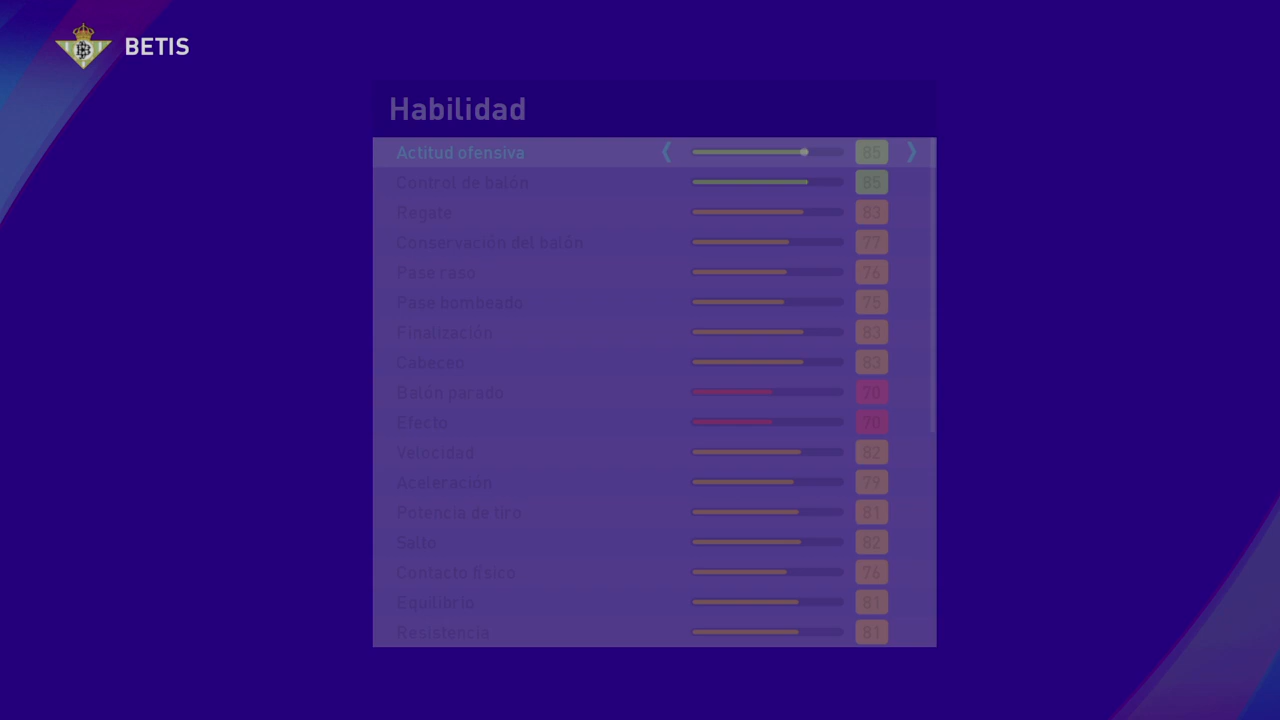 BETIS
Habilidad
Actitud ofensiva 85
Control de balón 85
Regate 83
Conservación del balón 77
Pase raso 76
Pase bombeado 75
Finalización 83
Cabeceo 83
Balón parado 70
Efecto 70
Velocidad 82
Aceleración 79
Potencia de tiro 81
Salto 82
Contacto físico 76
Equilibrio 81
Resistencia 81